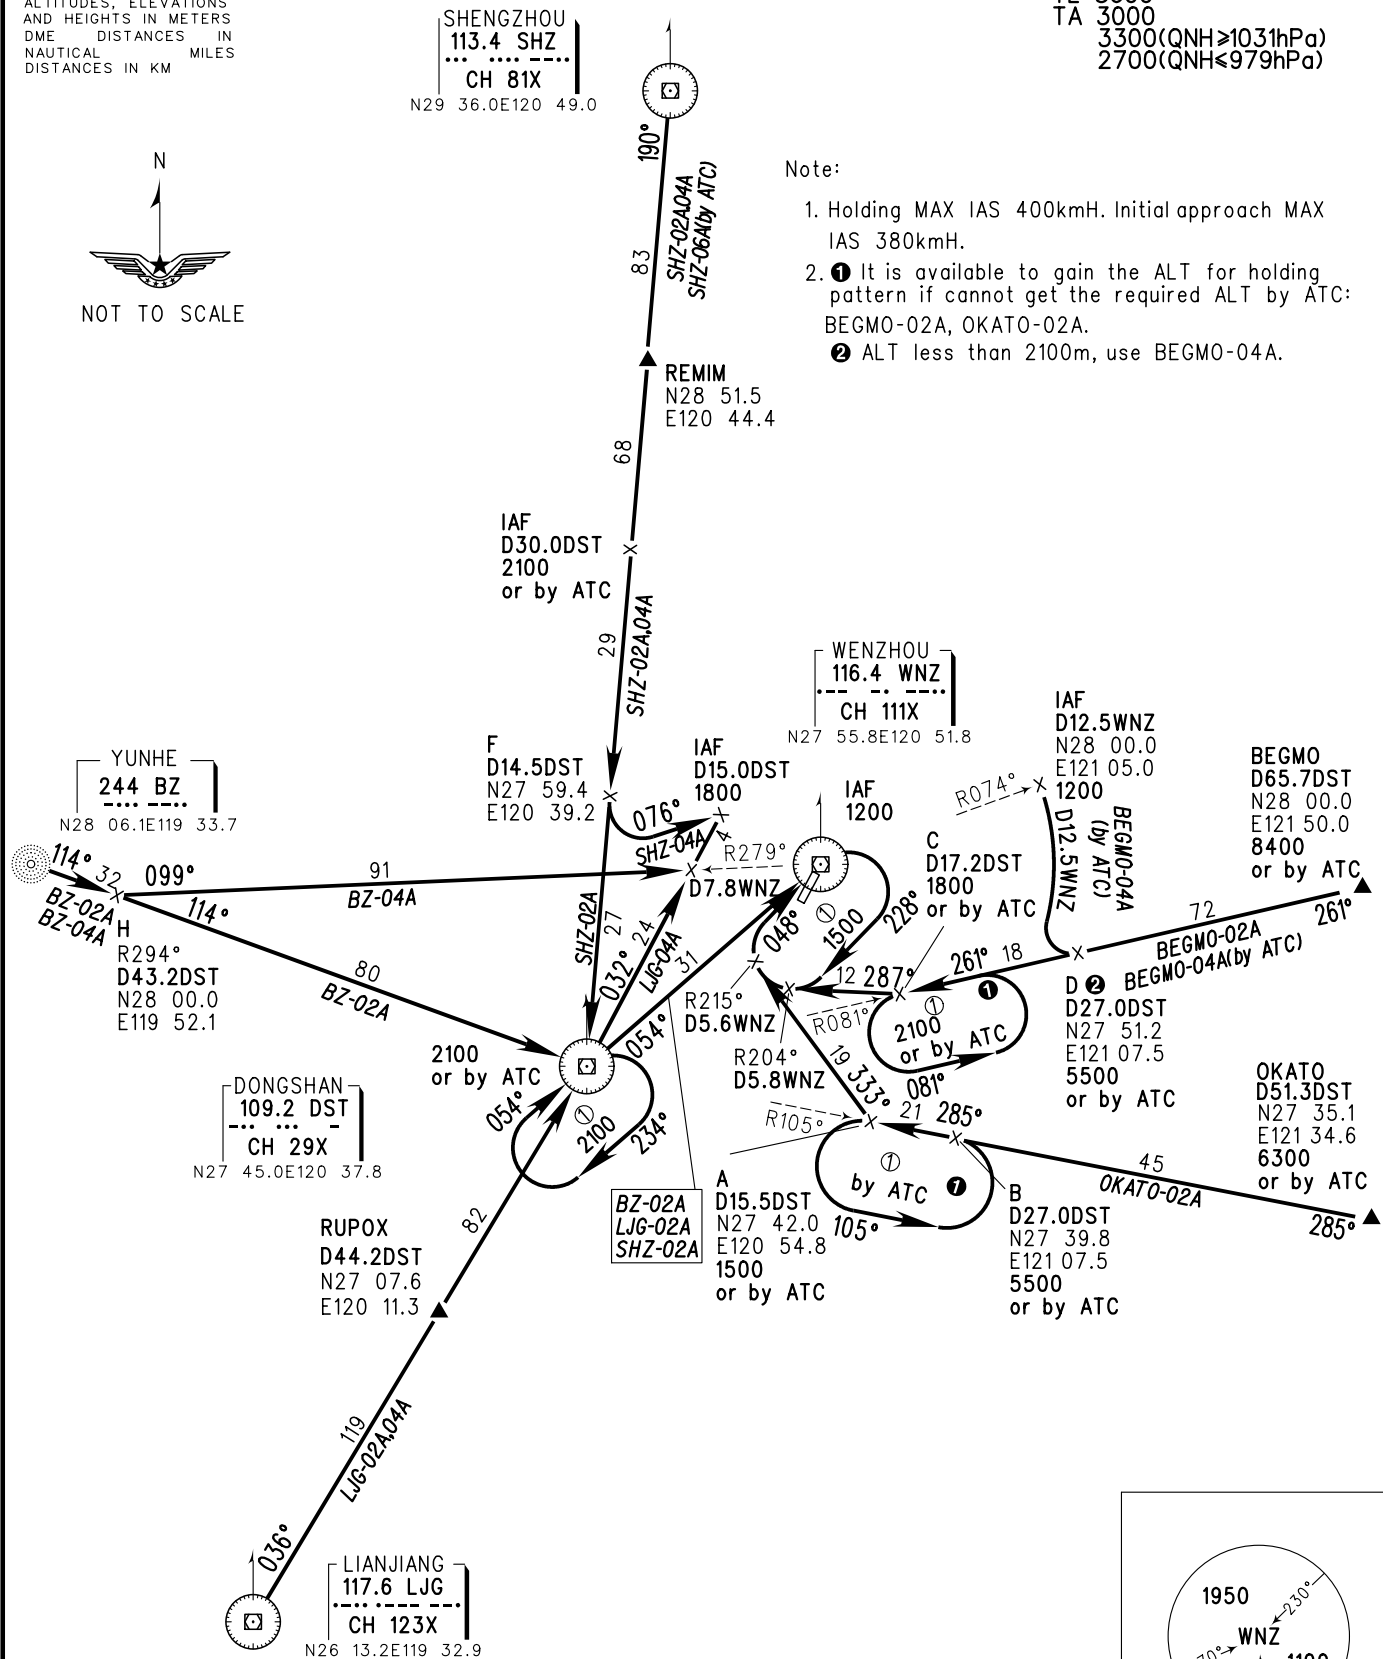 ALTITUDES, ELEVATIONS
AND HEIGHTS IN METERS
DME DISTANCES IN
NAUTICAL MILES
DISTANCES IN KM
TA 3000
3300(QNH≥1031hPa)
2700(QNH≤979hPa)
SHENGZHOU
113.4 SHZ
CH 81X
N29 36.0E120 49.0
N
NOT TO SCALE
Note:
1. Holding MAX IAS 400kmH. Initial approach MAX
IAS 380kmH.
2. ❶ It is available to gain the ALT for holding
pattern if cannot get the required ALT by ATC:
BEGMO-02A, OKATO-02A.
❷ ALT less than 2100m, use BEGMO-04A.
190°
SHZ-02A,04A
SHZ-06A(by ATC)
83
REMIM
N28 51.5
E120 44.4
68
IAF
D30.0DST
2100
or by ATC
29
SHZ-02A,04A
WENZHOU
116.4 WNZ
CH 111X
N27 55.8E120 51.8
IAF
D12.5WNZ
N28 00.0
E121 05.0
1200
R074°
D12.5WNZ
BEGMO-04A
(by ATC)
BEGMO
D65.7DST
N28 00.0
E121 50.0
8400
or by ATC
F
D14.5DST
N27 59.4
E120 39.2
IAF
D15.0DST
1800
076°
SHZ-04A
4
IAF
1200
YUNHE
244 BZ
N28 06.1E119 33.7
114°
32
BZ-02A
BZ-04A
099°
91
BZ-04A
R279°
D7.8WNZ
C
D17.2DST
1800
or by ATC
72
261°
BEGMO-02A
BEGMO-04A(by ATC)
114°
H
R294°
D43.2DST
N28 00.0
E119 52.1
80
BZ-02A
SHZ-02A
27
032°
24
LJG-04A
31
048°
①
1500
228°
12
287°
261°
18
❶
①
2100
or by ATC
081°
R081°
D ❷
D27.0DST
N27 51.2
E121 07.5
5500
or by ATC
R215°
D5.6WNZ
R204°
D5.8WNZ
2100
or by ATC
054°
DONGSHAN
109.2 DST
CH 29X
N27 45.0E120 37.8
054°
①
2100
234°
19
333°
R105°
21
285°
OKATO
D51.3DST
N27 35.1
E121 34.6
6300
or by ATC
45
OKATO-02A
285°
①
by ATC
❶
105°
A
D15.5DST
N27 42.0
E120 54.8
1500
or by ATC
B
D27.0DST
N27 39.8
E121 07.5
5500
or by ATC
BZ-02A
LJG-02A
SHZ-02A
RUPOX
D44.2DST
N27 07.6
E120 11.3
82
119
LJG-02A,04A
036°
LIANJIANG
117.6 LJG
CH 123X
N26 13.2E119 32.9
1950
230°
WNZ